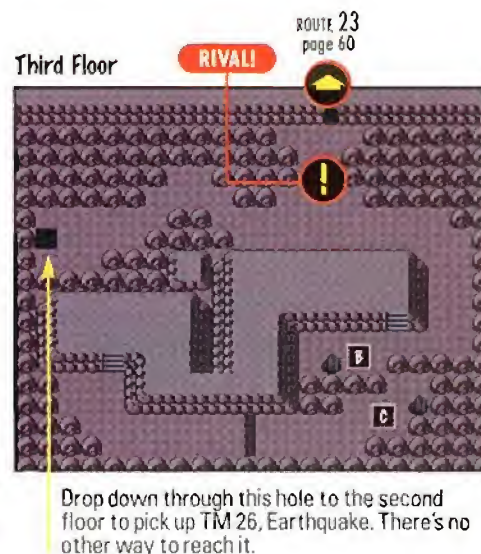 ROUTE 23
page 60
Third Floor
RIVAL!
!
B
C
Drop down through this hole to the second
floor to pick up TM 26, Earthquake. There's no
other way to reach it.